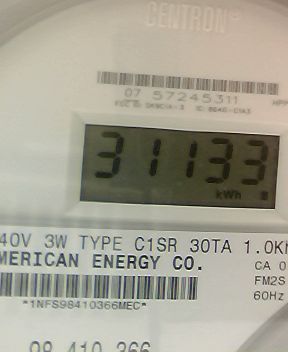 CENTRON®
07 57245311
31133
kWh
40V 3W TYPE C1SR 30TA 1.0K
MERICAN ENERGY CO.
CA 0
FM2S
60Hz
*1NFS98410366MEC*
98 410 366